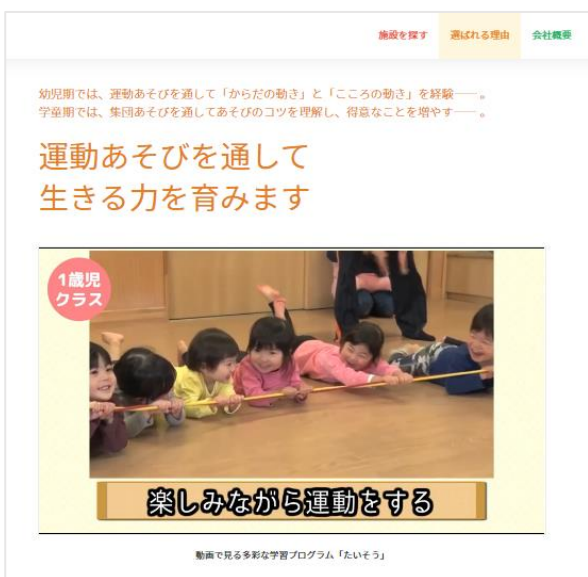 施設を探す 選ばれる理由 会社概要
幼児期では、運動あそびを通して「からだの動き」と「こころの動き」を経験──。
学童期では、集団あそびを通してあそびのコツを理解し、得意なことを増やす──。
運動あそびを通して
生きる力を育みます
1歳児
クラス
楽しみながら運動をする
動画で見る多彩な学習プログラム「たいそう」